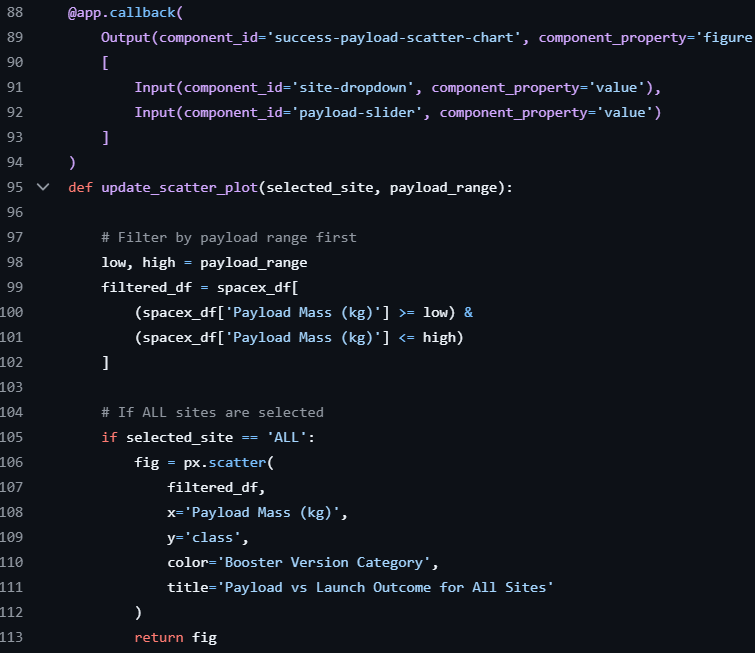 88 @app.callback(
89     Output(component_id='success-payload-scatter-chart', component_property='figure
90     [
91         Input(component_id='site-dropdown', component_property='value'),
92         Input(component_id='payload-slider', component_property='value')
93     ]
94 )
95 def update_scatter_plot(selected_site, payload_range):
96
97     # Filter by payload range first
98     low, high = payload_range
99     filtered_df = spacex_df[
100         (spacex_df['Payload Mass (kg)'] >= low) &
101         (spacex_df['Payload Mass (kg)'] <= high)
102     ]
103
104     # If ALL sites are selected
105     if selected_site == 'ALL':
106         fig = px.scatter(
107             filtered_df,
108             x='Payload Mass (kg)',
109             y='class',
110             color='Booster Version Category',
111             title='Payload vs Launch Outcome for All Sites'
112         )
113         return fig